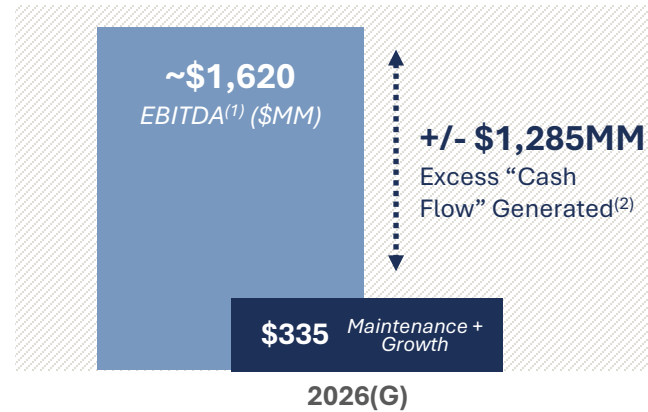 ~$1,620
EBITDA(1) ($MM)
+/- $1,285MM
Excess “Cash
Flow” Generated(2)
$335
Maintenance +
Growth
2026(G)